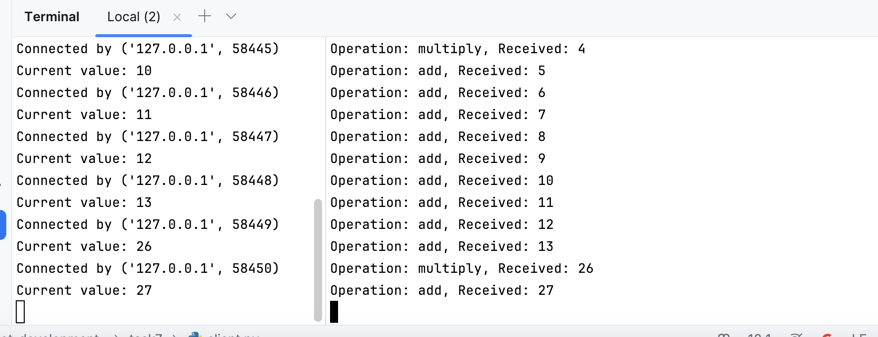 Terminal Local (2)
Connected by ('127.0.0.1', 58445)
Current value: 10
Connected by ('127.0.0.1', 58446)
Current value: 11
Connected by ('127.0.0.1', 58447)
Current value: 12
Connected by ('127.0.0.1', 58448)
Current value: 13
Connected by ('127.0.0.1', 58449)
Current value: 26
Connected by ('127.0.0.1', 58450)
Current value: 27
Operation: multiply, Received: 4
Operation: add, Received: 5
Operation: add, Received: 6
Operation: add, Received: 7
Operation: add, Received: 8
Operation: add, Received: 9
Operation: add, Received: 10
Operation: add, Received: 11
Operation: add, Received: 12
Operation: add, Received: 13
Operation: multiply, Received: 26
Operation: add, Received: 27